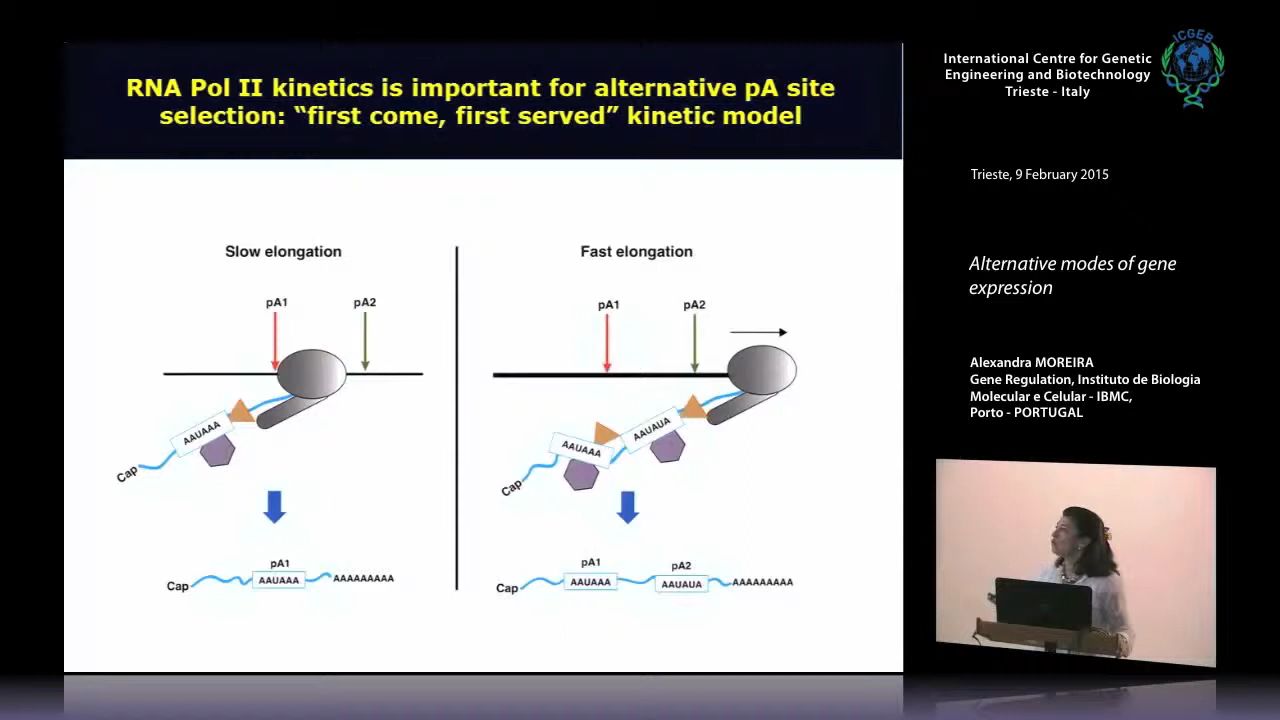 RNA Pol II kinetics is important for alternative pA site
selection: “first come, first served” kinetic model
Slow elongation
pA1
pA2
AAUAAA
Cap
pA1
Cap
AAUAAA
AAAAAAAAA
Fast elongation
pA1
pA2
AAUAAA
AAUAUA
Cap
pA1
pA2
Cap
AAUAAA
AAUAUA
AAAAAAAAA
ICGEB
International Centre for Genetic
Engineering and Biotechnology
Trieste - Italy
Trieste, 9 February 2015
Alternative modes of gene
expression
Alexandra MOREIRA
Gene Regulation, Instituto de Biologia
Molecular e Celular - IBMC,
Porto - PORTUGAL